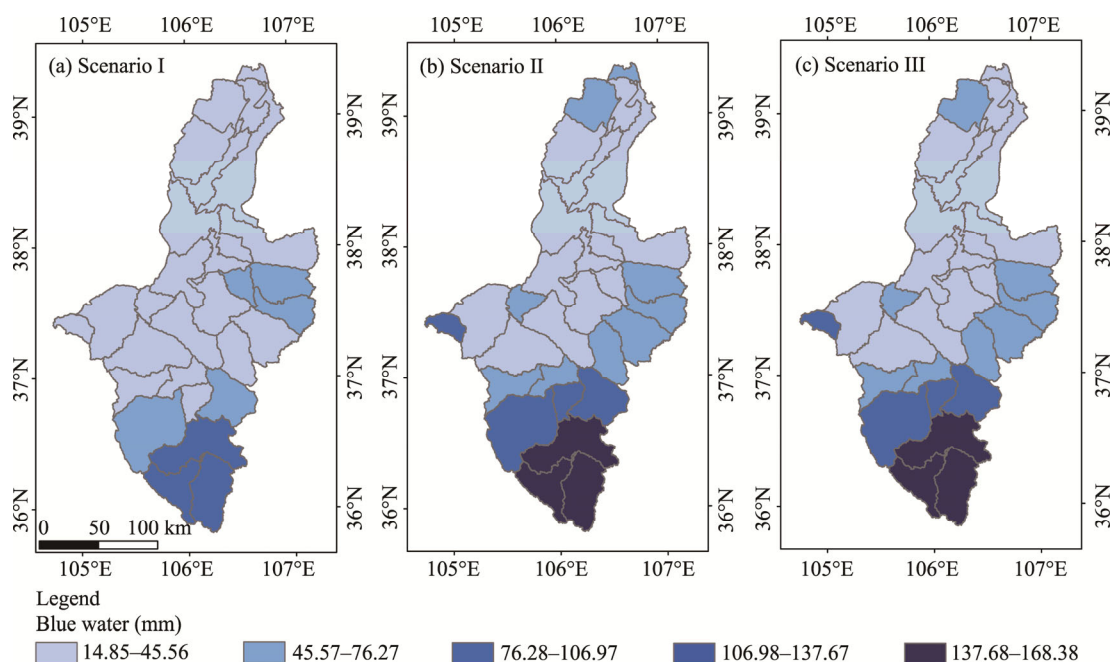 105°E 106°E 107°E 105°E 106°E 107°E 105°E 106°E 107°E
(a) Scenario I
(b) Scenario II
(c) Scenario III
39°N 39°N 39°N 39°N
38°N 38°N 38°N 38°N
37°N 37°N 37°N 37°N
36°N 36°N 36°N 36°N
0 50 100 km
105°E 106°E 107°E 105°E 106°E 107°E 105°E 106°E 107°E
Legend
Blue water (mm)
14.85–45.56 45.57–76.27 76.28–106.97 106.98–137.67 137.68–168.38